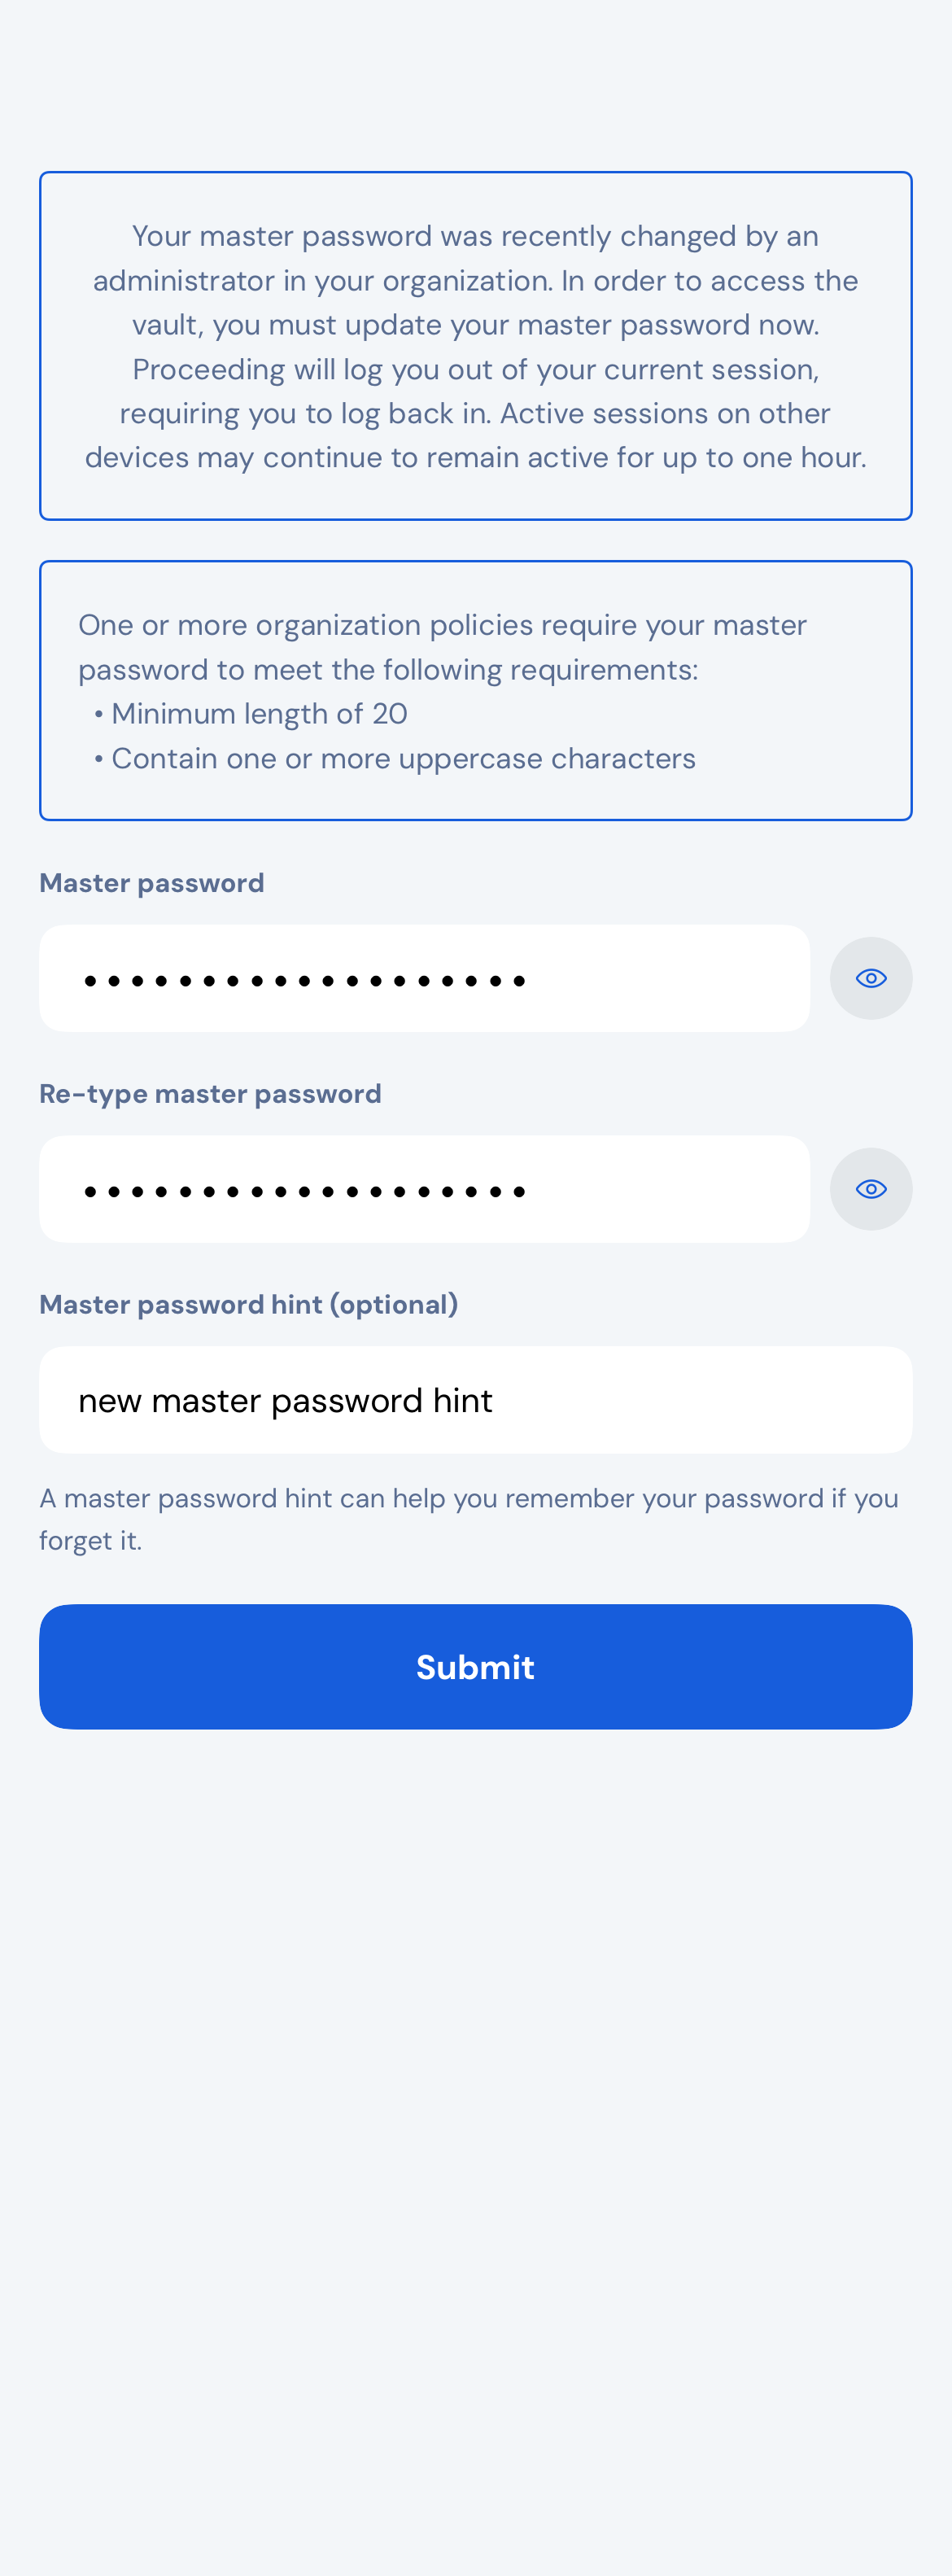 Your master password was recently changed by an
administrator in your organization. In order to access the
vault, you must update your master password now.
Proceeding will log you out of your current session,
requiring you to log back in. Active sessions on other
devices may continue to remain active for up to one hour.
One or more organization policies require your master
password to meet the following requirements:
• Minimum length of 20
• Contain one or more uppercase characters
Master password
•••••••••••••••••••
Re-type master password
•••••••••••••••••••
Master password hint (optional)
new master password hint
A master password hint can help you remember your password if you
forget it.
Submit